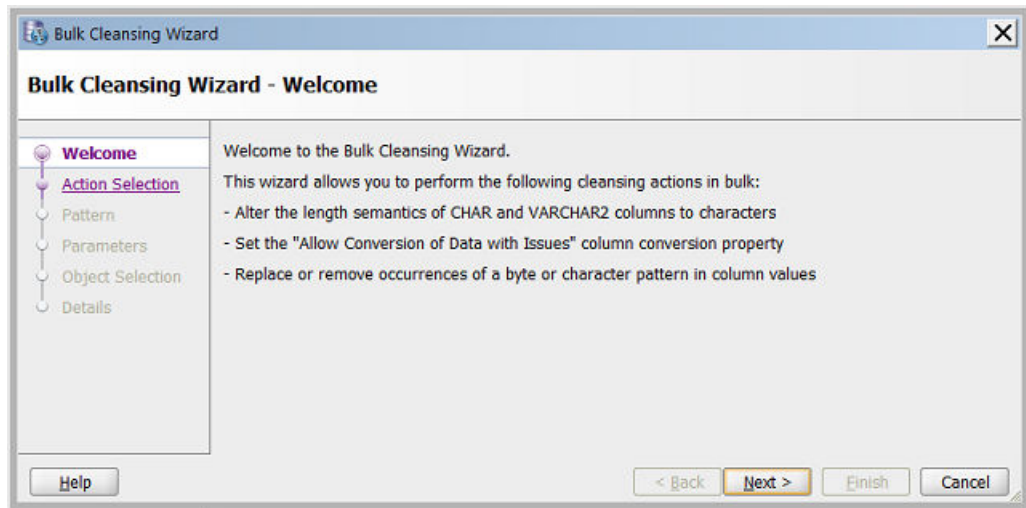 Bulk Cleansing Wizard
Bulk Cleansing Wizard - Welcome
Welcome
Action Selection
Pattern
Parameters
Object Selection
Details
Welcome to the Bulk Cleansing Wizard.
This wizard allows you to perform the following cleansing actions in bulk:
- Alter the length semantics of CHAR and VARCHAR2 columns to characters
- Set the "Allow Conversion of Data with Issues" column conversion property
- Replace or remove occurrences of a byte or character pattern in column values
Help
< Back
Next >
Finish
Cancel